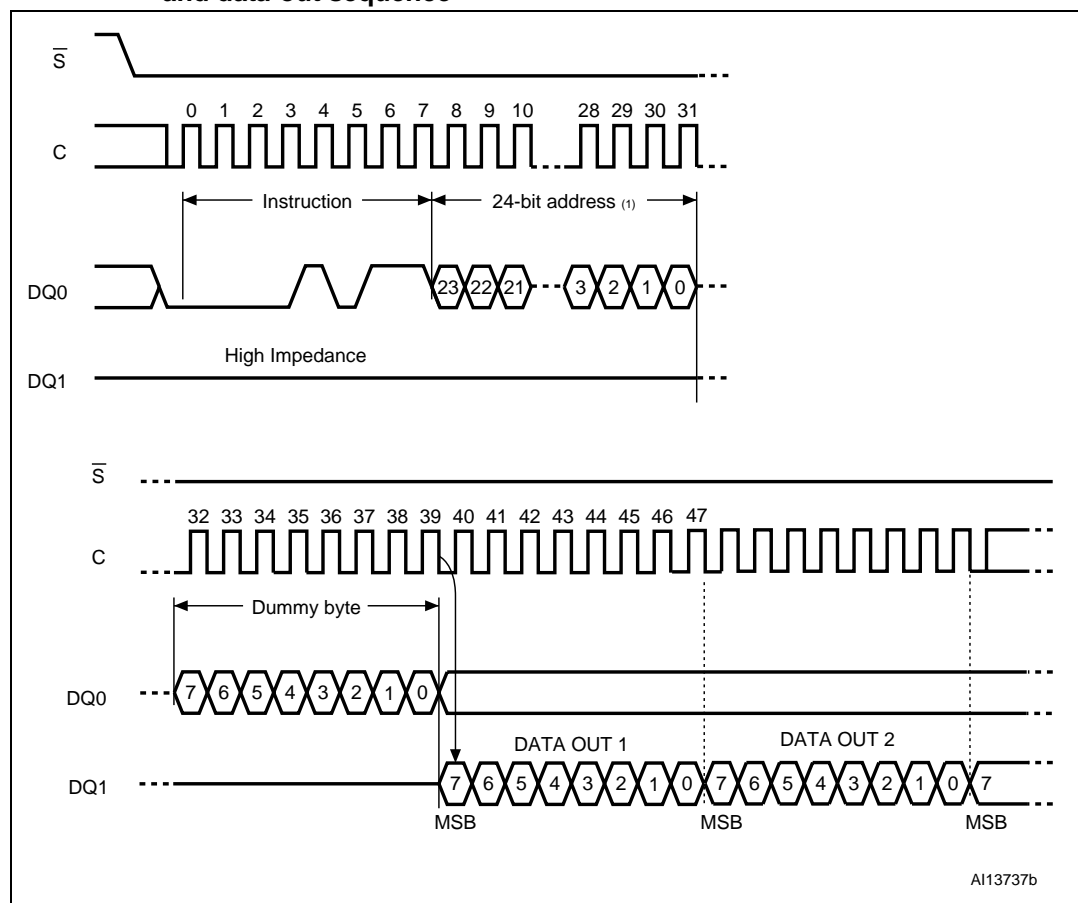 and data-out sequence
S
0 1 2 3 4 5 6 7 8 9 10 28 29 30 31
C
Instruction 24-bit address (1)
DQ0 23 22 21 3 2 1 0
High Impedance
DQ1
S
32 33 34 35 36 37 38 39 40 41 42 43 44 45 46 47
C
Dummy byte
DQ0 7 6 5 4 3 2 1 0
DATA OUT 1 DATA OUT 2
DQ1 7 6 5 4 3 2 1 0 7 6 5 4 3 2 1 0 7
MSB MSB MSB
AI13737b